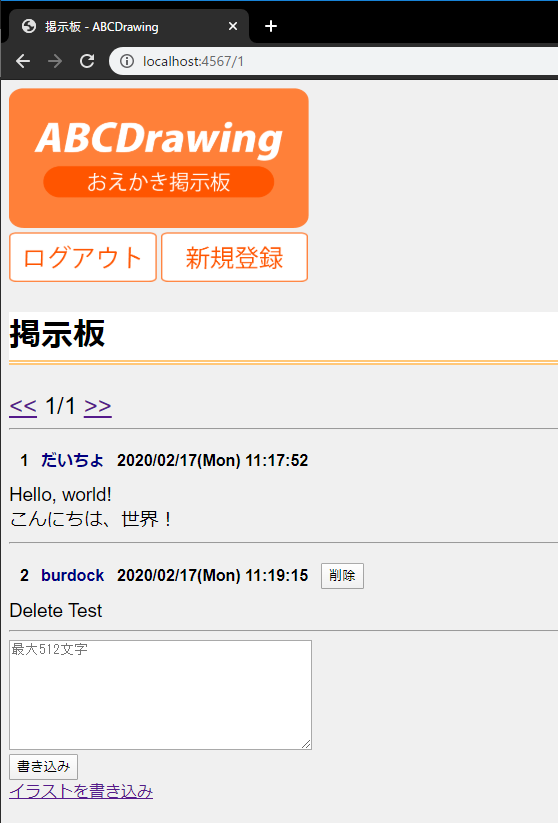 掲示板 - ABCDrawing
localhost:4567/1
ABCDrawing
おえかき掲示板
ログアウト 新規登録
掲示板
<< 1/1 >>
1 だいちょ 2020/02/17(Mon) 11:17:52
Hello, world!
こんにちは、世界！
2 burdock 2020/02/17(Mon) 11:19:15 削除
Delete Test
最大512文字
書き込み
イラストを書き込み